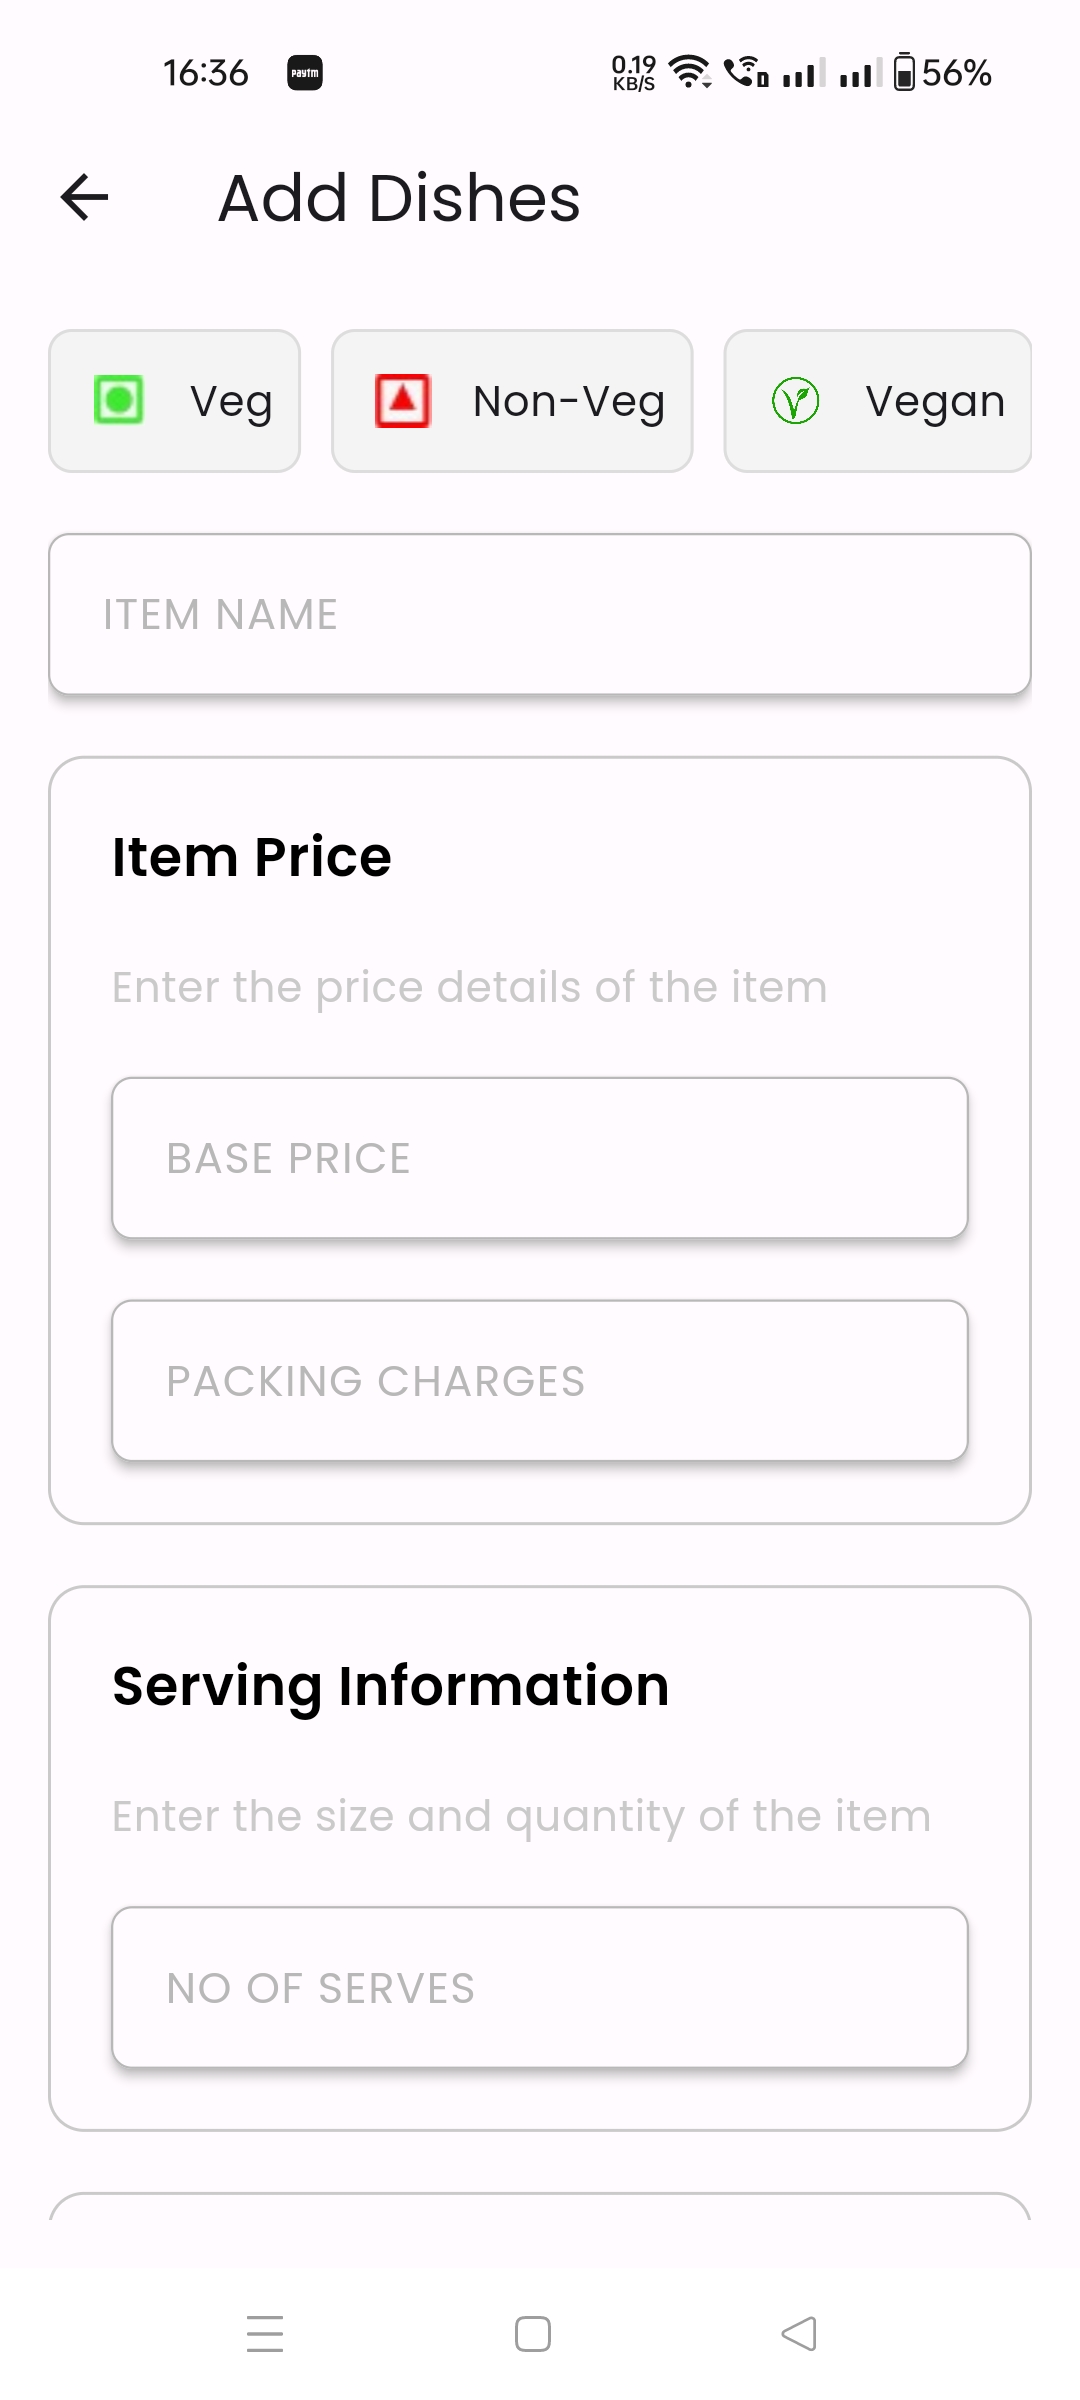 16:36 paytm 0.19 KB/S 56%
Add Dishes
Veg Non-Veg Vegan
ITEM NAME
Item Price
Enter the price details of the item
BASE PRICE
PACKING CHARGES
Serving Information
Enter the size and quantity of the item
NO OF SERVES